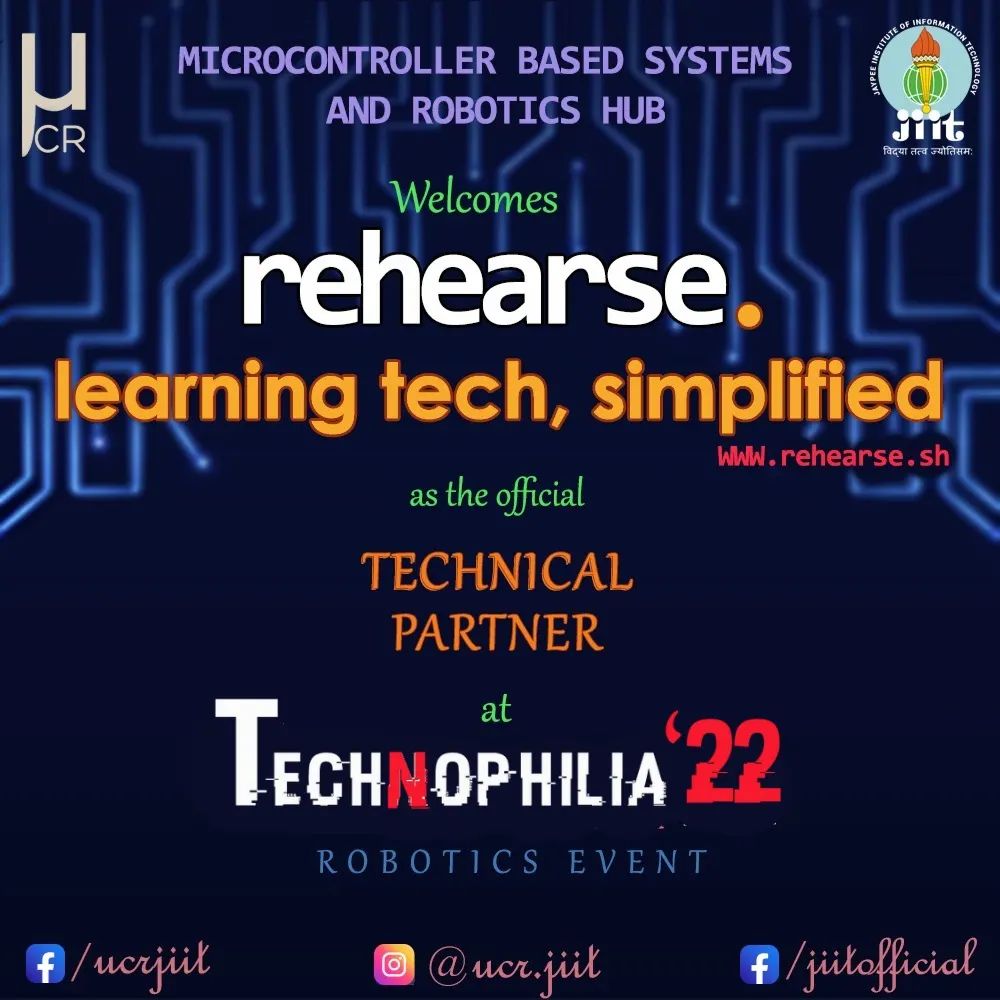 μCR
MICROCONTROLLER BASED SYSTEMS
AND ROBOTICS HUB
JAYPEE INSTITUTE OF INFORMATION TECHNOLOGY
jiit
विद्या तत्व ज्योतिसम:
Welcomes
rehearse.
learning tech, simplified
WWW.rehearse.sh
as the official
TECHNICAL
PARTNER
at
TECHNOPHILIA '22
ROBOTICS EVENT
/ucrjiit
@ucr.jiit
/jiitofficial